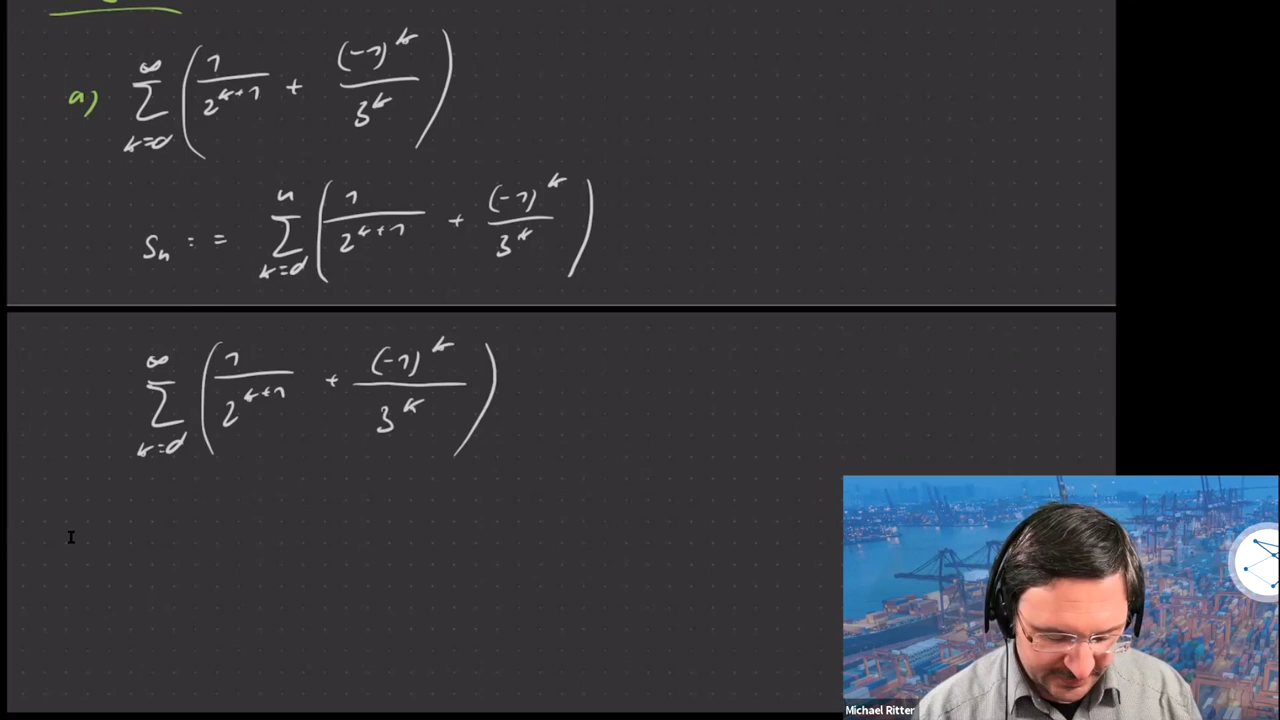 a) ∑_{k=0}^{∞} ( 1/2^{k+1} + (-1)^k/3^k )
S_n := = ∑_{k=0}^{n} ( 1/2^{k+1} + (-1)^k/3^k )
∑_{k=0}^{∞} ( 1/2^{k+1} + (-1)^k/3^k )
Michael Ritter